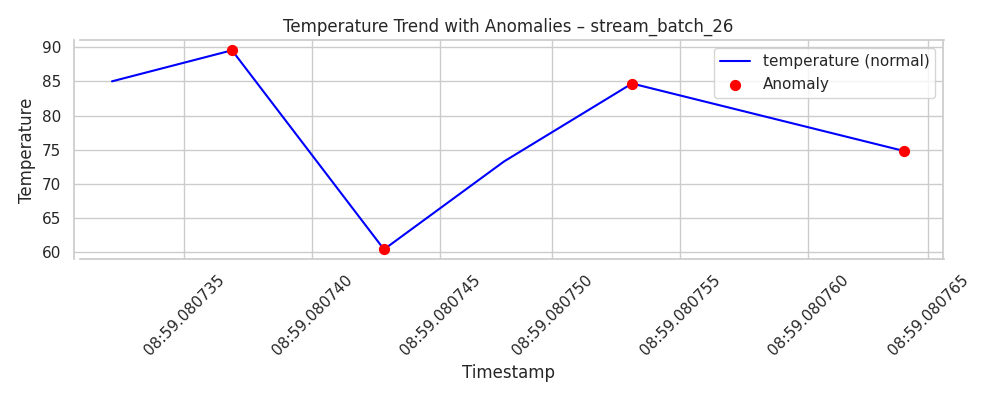 Temperature Trend with Anomalies – stream_batch_26
temperature (normal)
Anomaly
Temperature
90
85
80
75
70
65
60
08:59.080735
08:59.080740
08:59.080745
08:59.080750
08:59.080755
08:59.080760
08:59.080765
Timestamp